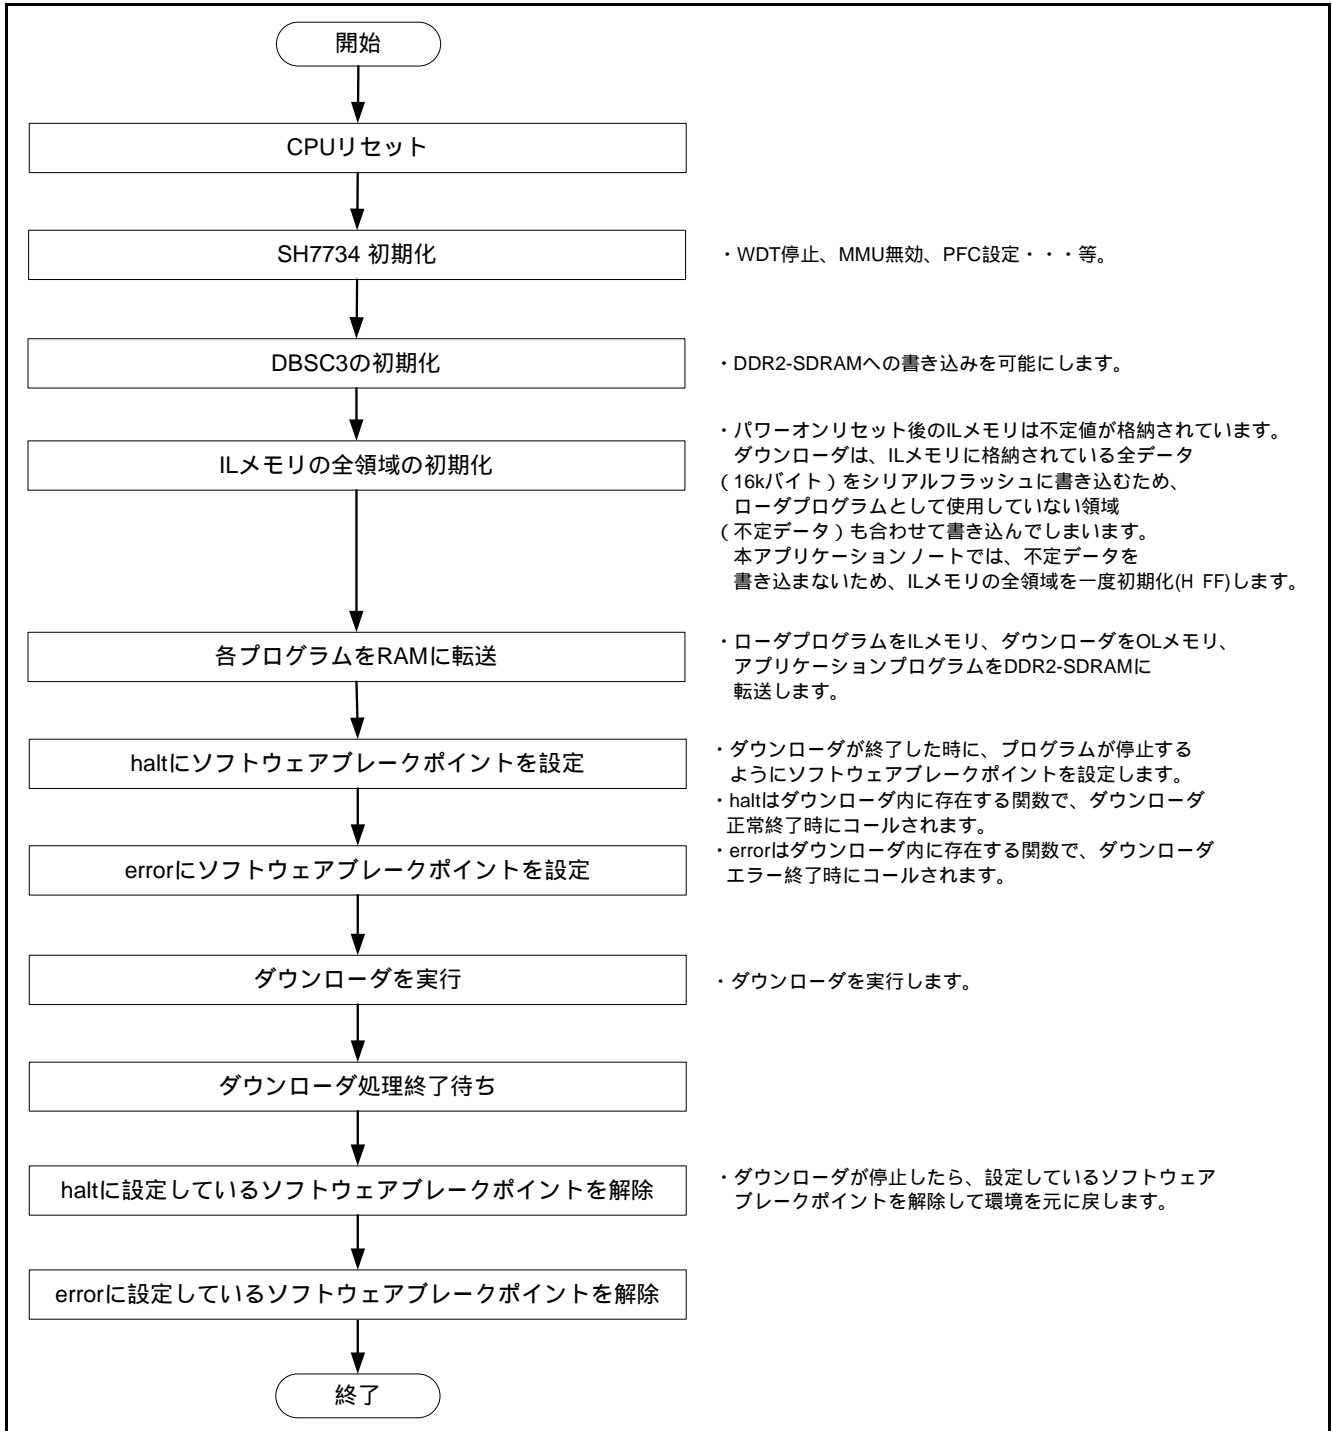 開始
CPUリセット
SH7734 初期化
・WDT停止、MMU無効、PFC設定・・・等。
DBSC3の初期化
・DDR2-SDRAMへの書き込みを可能にします。
ILメモリの全領域の初期化
・パワーオンリセット後のILメモリは不定値が格納されています。
ダウンローダは、ILメモリに格納されている全データ
（16kバイト）をシリアルフラッシュに書き込むため、
ローダプログラムとして使用していない領域
（不定データ）も合わせて書き込んでしまいます。
本アプリケーションノートでは、不定データを
書き込まないため、ILメモリの全領域を一度初期化(H FF)します。
各プログラムをRAMに転送
・ローダプログラムをILメモリ、ダウンローダをOLメモリ、
アプリケーションプログラムをDDR2-SDRAMに
転送します。
haltにソフトウェアブレークポイントを設定
・ダウンローダが終了した時に、プログラムが停止する
ようにソフトウェアブレークポイントを設定します。
・haltはダウンローダ内に存在する関数で、ダウンローダ
正常終了時にコールされます。
errorにソフトウェアブレークポイントを設定
・errorはダウンローダ内に存在する関数で、ダウンローダ
エラー終了時にコールされます。
ダウンローダを実行
・ダウンローダを実行します。
ダウンローダ処理終了待ち
haltに設定しているソフトウェアブレークポイントを解除
・ダウンローダが停止したら、設定しているソフトウェア
ブレークポイントを解除して環境を元に戻します。
errorに設定しているソフトウェアブレークポイントを解除
終了